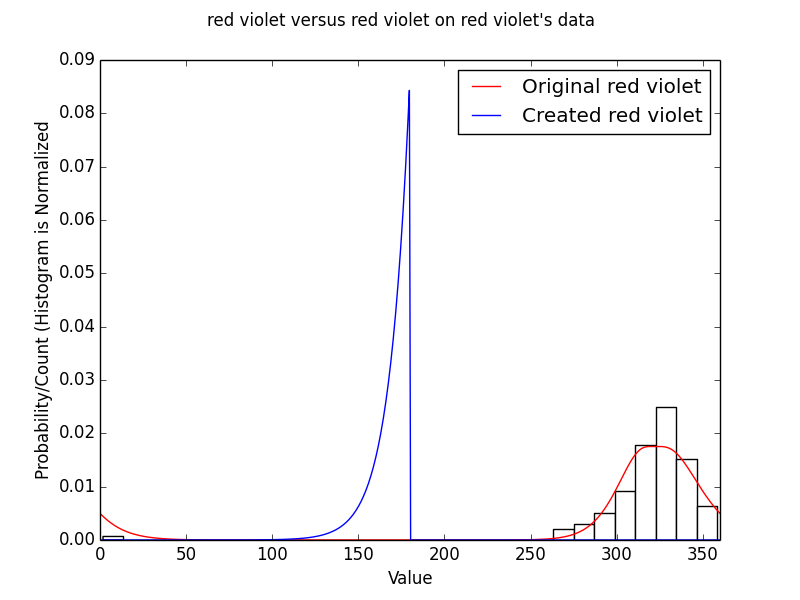 red violet versus red violet on red violet's data
Original red violet
Created red violet
Probability/Count (Histogram is Normalized
0.09
0.08
0.07
0.06
0.05
0.04
0.03
0.02
0.01
0.00
0 50 100 150 200 250 300 350
Value